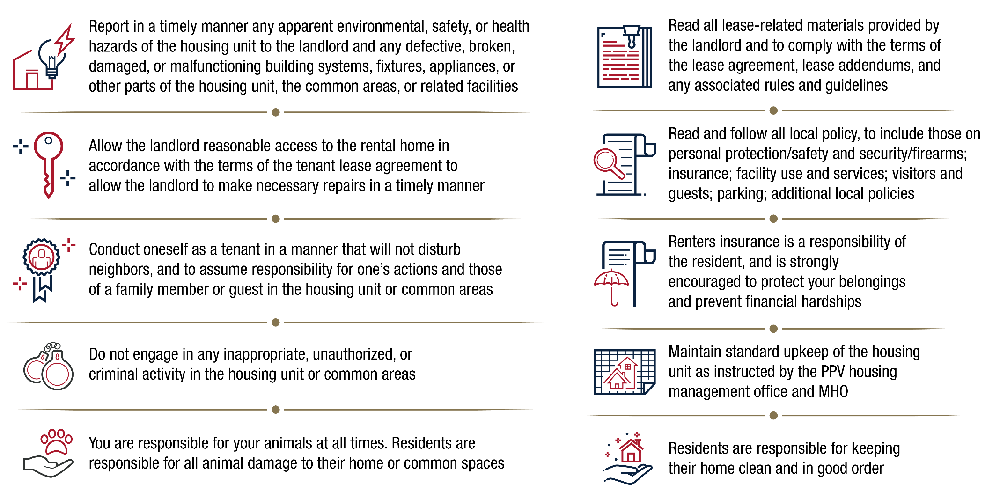 Report in a timely manner any apparent environmental, safety, or health
hazards of the housing unit to the landlord and any defective, broken,
damaged, or malfunctioning building systems, fixtures, appliances, or
other parts of the housing unit, the common areas, or related facilities
Allow the landlord reasonable access to the rental home in
accordance with the terms of the tenant lease agreement to
allow the landlord to make necessary repairs in a timely manner
Conduct oneself as a tenant in a manner that will not disturb
neighbors, and to assume responsibility for one’s actions and those
of a family member or guest in the housing unit or common areas
Do not engage in any inappropriate, unauthorized, or
criminal activity in the housing unit or common areas
You are responsible for your animals at all times. Residents are
responsible for all animal damage to their home or common spaces
Read all lease-related materials provided by
the landlord and to comply with the terms of
the lease agreement, lease addendums, and
any associated rules and guidelines
Read and follow all local policy, to include those on
personal protection/safety and security/firearms;
insurance; facility use and services; visitors and
guests; parking; additional local policies
Renters insurance is a responsibility of
the resident, and is strongly
encouraged to protect your belongings
and prevent financial hardships
Maintain standard upkeep of the housing
unit as instructed by the PPV housing
management office and MHO
Residents are responsible for keeping
their home clean and in good order